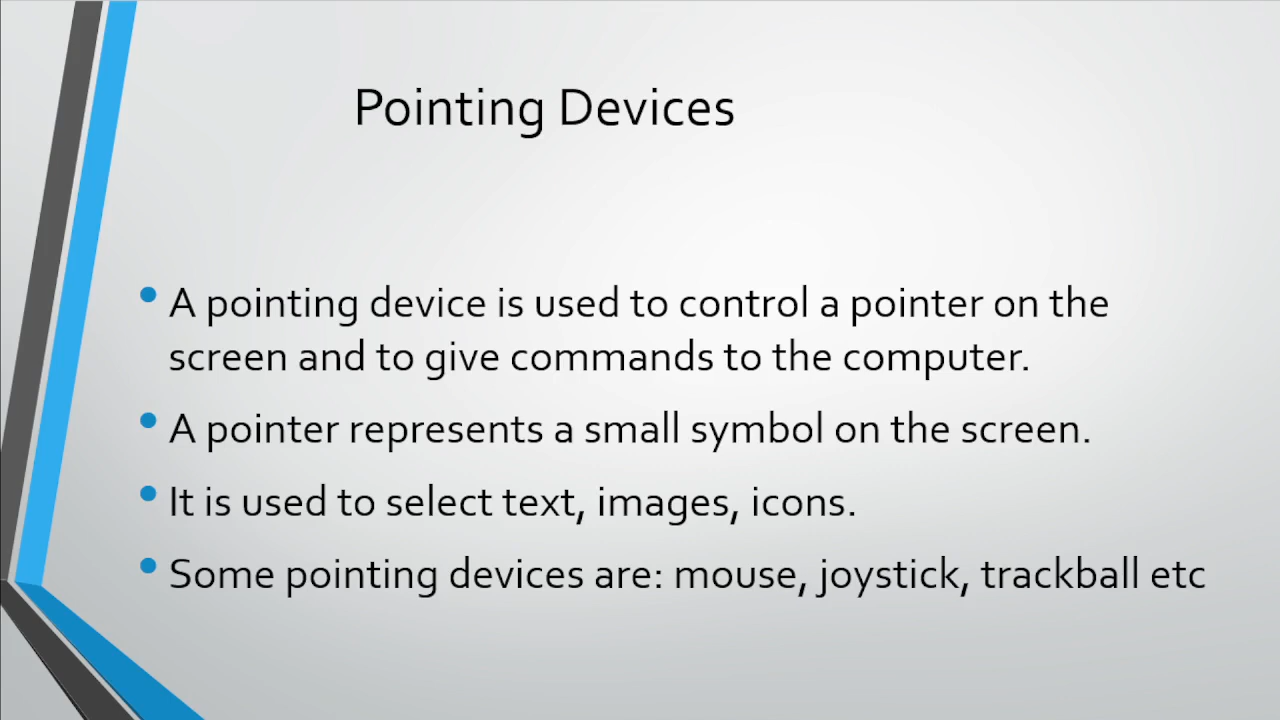 Pointing Devices
• A pointing device is used to control a pointer on the
screen and to give commands to the computer.
• A pointer represents a small symbol on the screen.
• It is used to select text, images, icons.
• Some pointing devices are: mouse, joystick, trackball etc